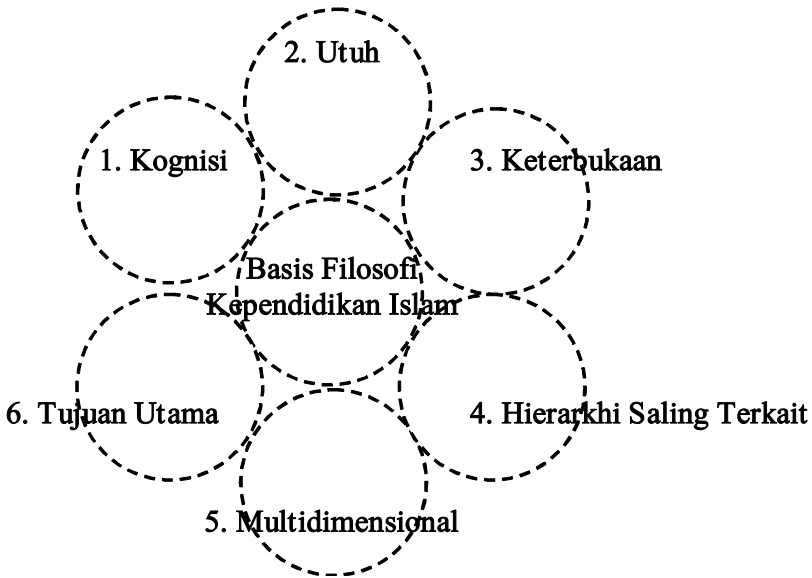 2. Utuh
1. Kognisi
3. Keterbukaan
Basis Filosofi
Kependidikan Islam
6. Tujuan Utama
4. Hierarkhi Saling Terkait
5. Multidimensional